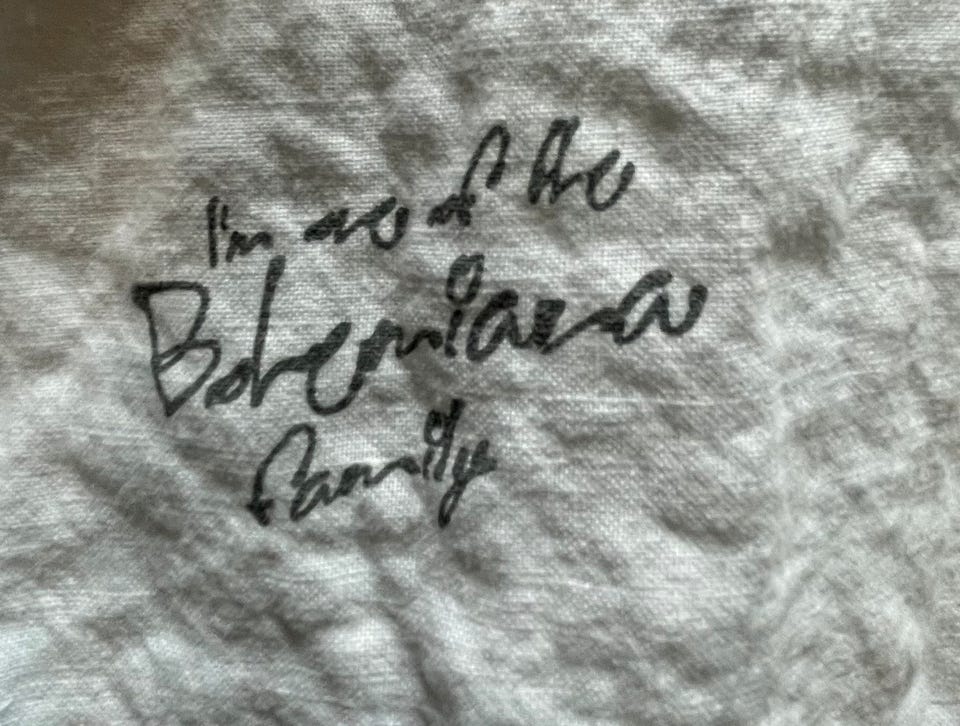 I'm one of the
Bohemiana
family